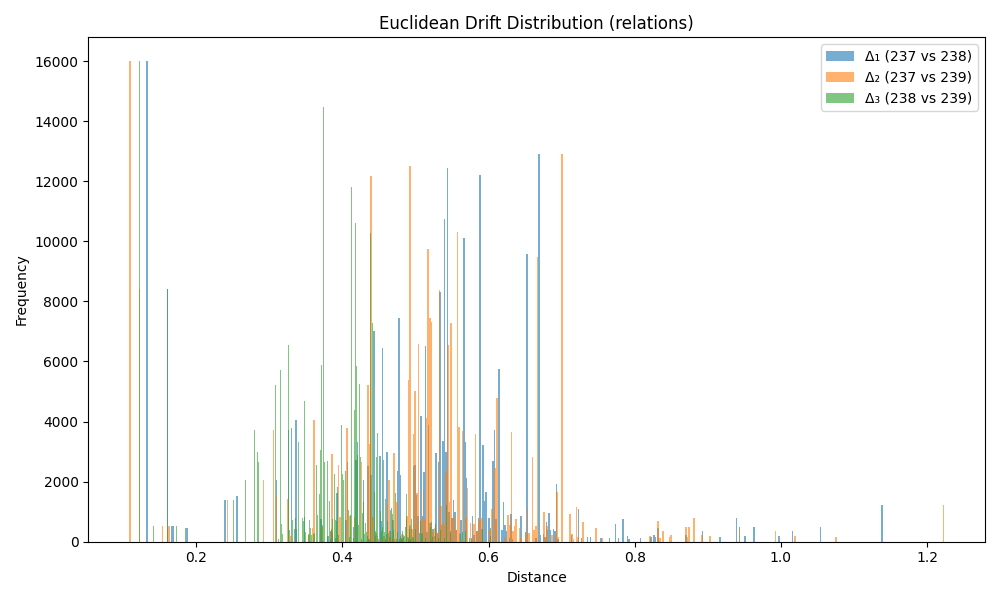 Euclidean Drift Distribution (relations)
Δ₁ (237 vs 238)
Δ₂ (237 vs 239)
Δ₃ (238 vs 239)
16000
14000
12000
10000
8000
6000
4000
2000
0
Frequency
0.2
0.4
0.6
0.8
1.0
1.2
Distance